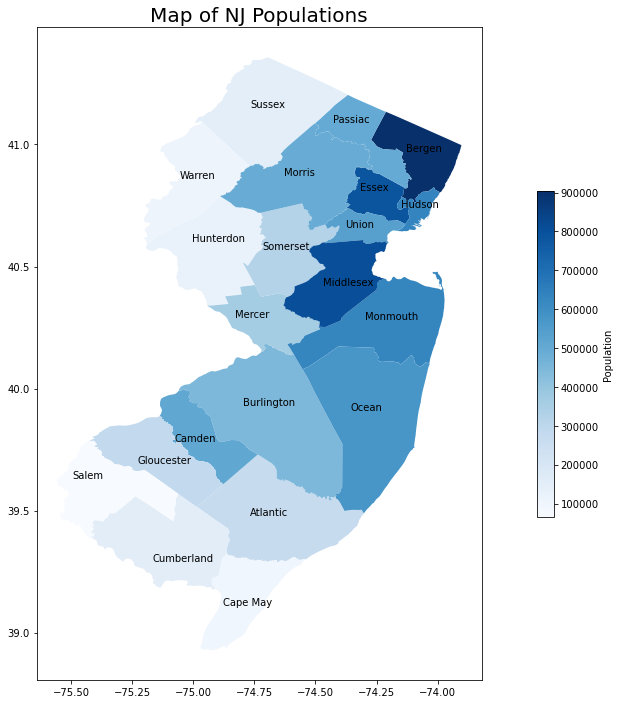 Map of NJ Populations
Sussex
Passiac
41.0
Bergen
Warren
Morris
Essex
Hudson
Union
Hunterdon
Somerset
40.5
Middlesex
Mercer
Monmouth
40.0
Burlington
Ocean
Camden
Gloucester
Salem
39.5
Atlantic
Cumberland
Cape May
39.0
−75.50 −75.25 −75.00 −74.75 −74.50 −74.25 −74.00
900000
800000
700000
600000
500000
400000
300000
200000
100000
Population